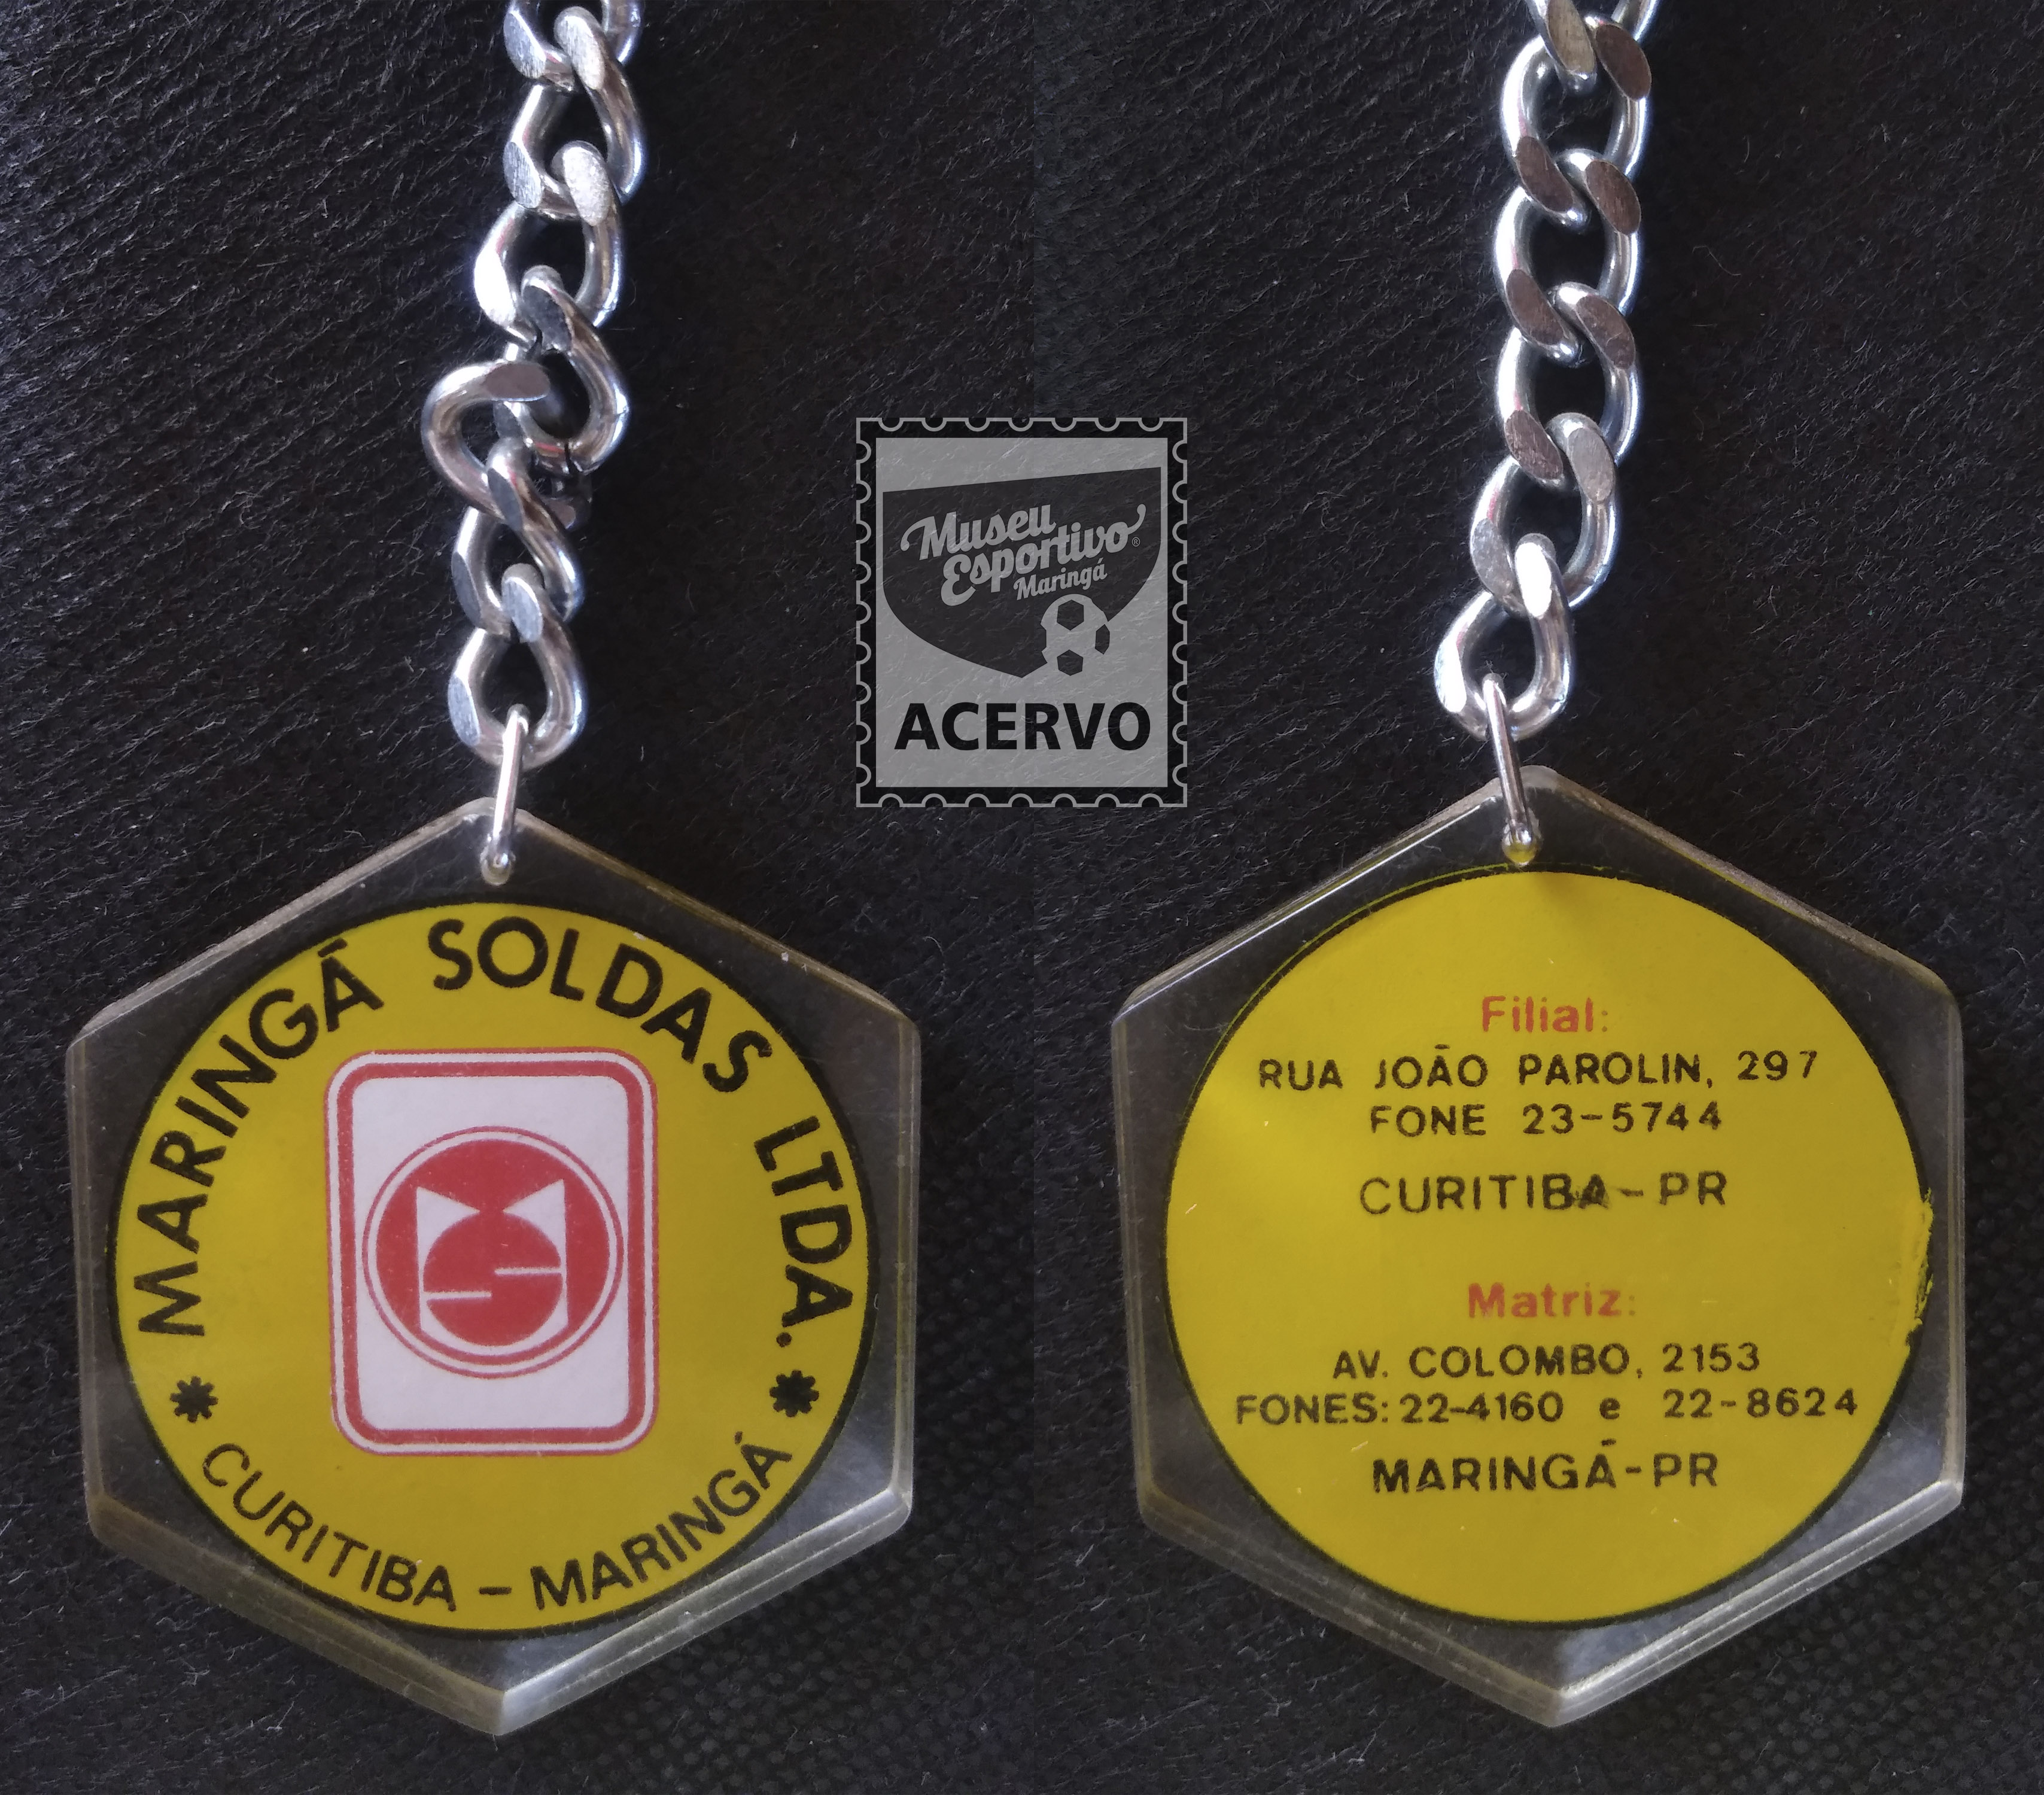 MARINGÁ SOLDAS LTDA.
CURITIBA - MARINGÁ
Museu
Esportivo®
Maringá
ACERVO
Filial:
RUA JOÃO PAROLIN, 297
FONE 23-5744
CURITIBA-PR
Matriz:
AV. COLOMBO, 2153
FONES: 22-4160 e 22-8624
MARINGÁ-PR